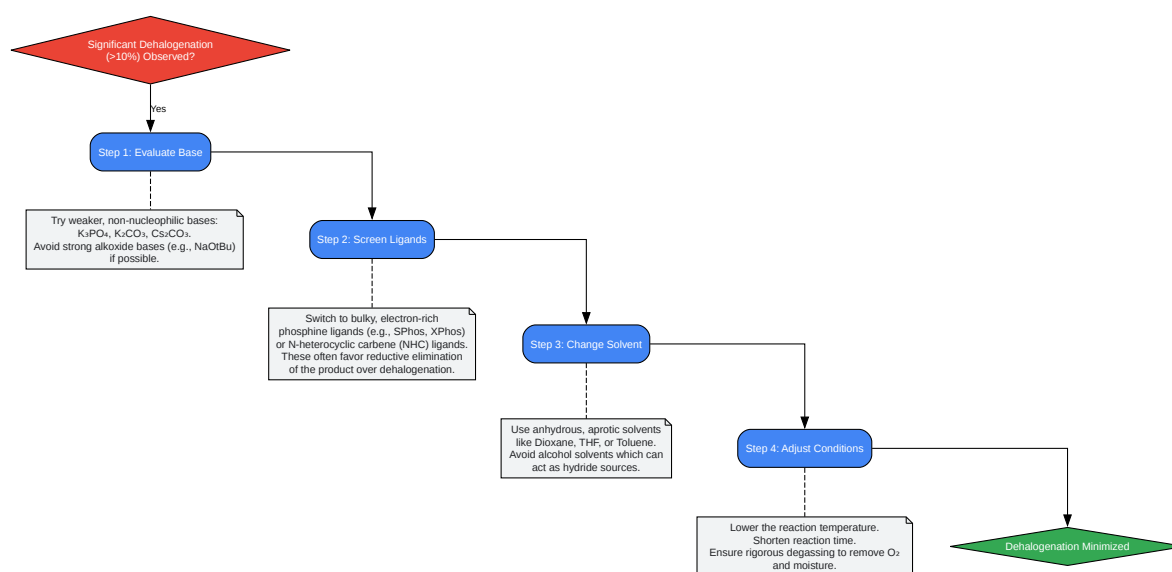 Significant Dehalogenation
(>10%) Observed?
Yes
Step 1: Evaluate Base
Try weaker, non-nucleophilic bases:
K₃PO₄, K₂CO₃, Cs₂CO₃.
Avoid strong alkoxide bases (e.g., NaOtBu)
if possible.
Step 2: Screen Ligands
Switch to bulky, electron-rich
phosphine ligands (e.g., SPhos, XPhos)
or N-heterocyclic carbene (NHC) ligands.
These often favor reductive elimination
of the product over dehalogenation.
Step 3: Change Solvent
Use anhydrous, aprotic solvents
like Dioxane, THF, or Toluene.
Avoid alcohol solvents which can
act as hydride sources.
Step 4: Adjust Conditions
Lower the reaction temperature.
Shorten reaction time.
Ensure rigorous degassing to remove O₂
and moisture.
Dehalogenation Minimized